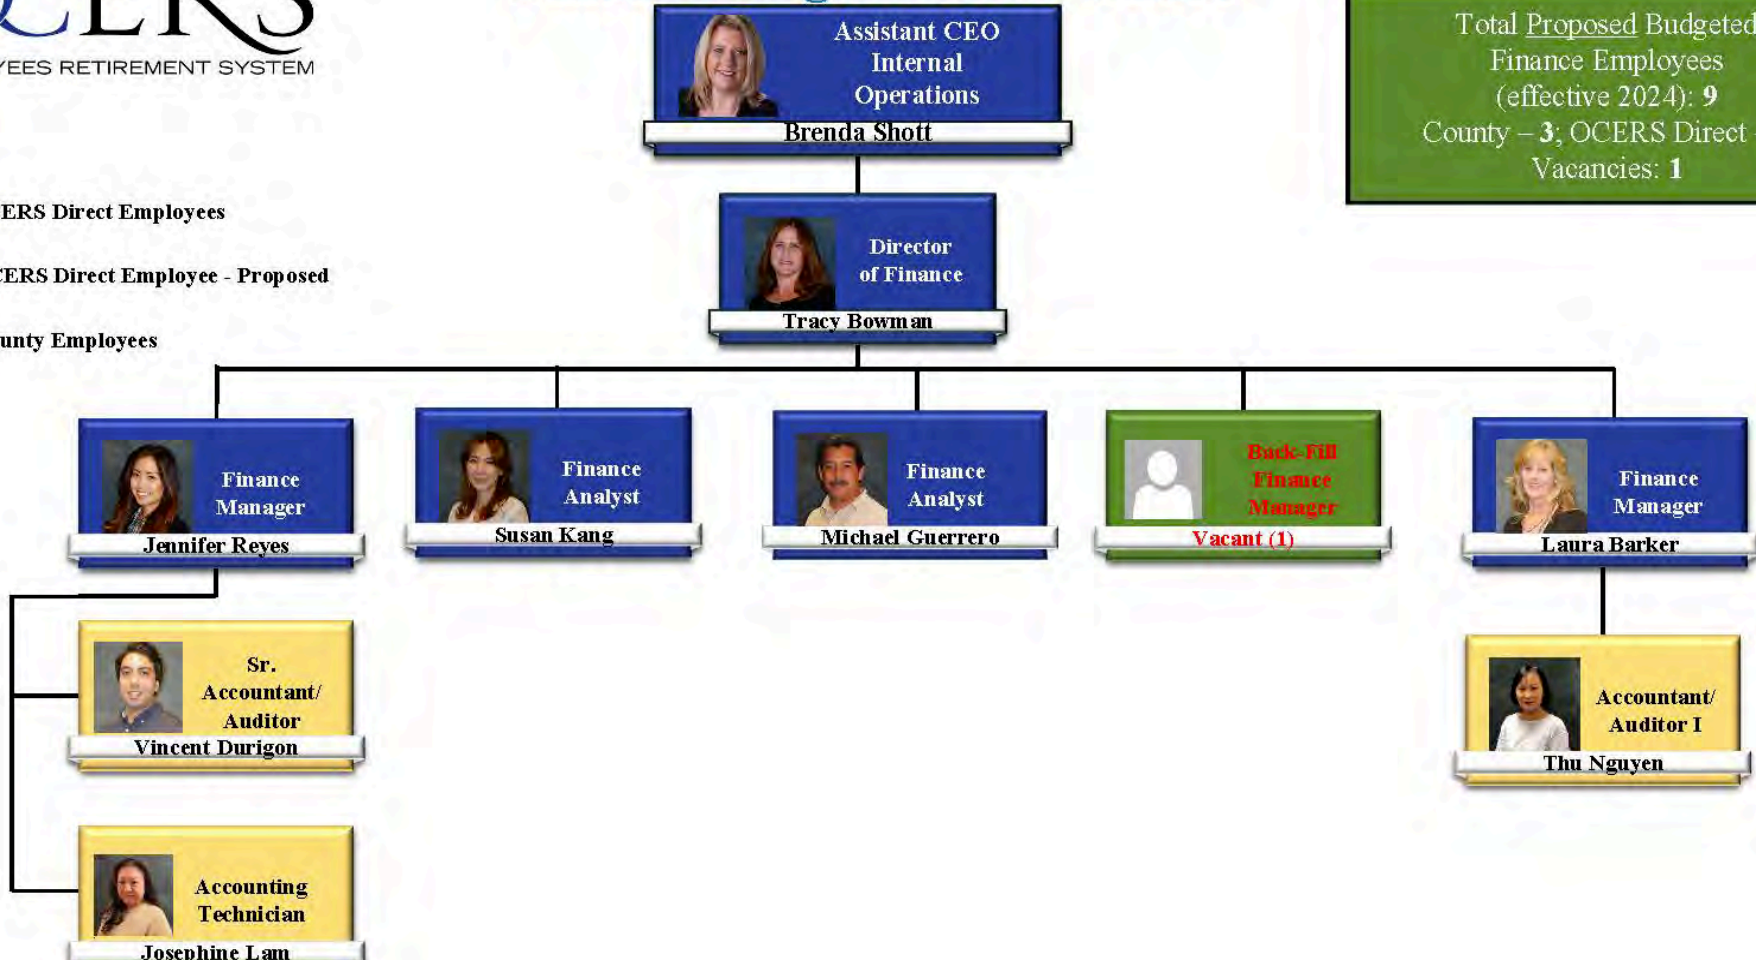 YEES RETIREMENT SYSTEM
Assistant CEO
Internal
Operations
Brenda Shott
Total Proposed Budgeted
Finance Employees
(effective 2024): 9
County – 3; OCERS Direct
Vacancies: 1
ERS Direct Employees
CERS Direct Employee - Proposed
unty Employees
Director
of Finance
Tracy Bowman
Finance
Manager
Jennifer Reyes
Finance
Analyst
Susan Kang
Finance
Analyst
Michael Guerrero
Back-Fill
Finance
Manager
Vacant (1)
Finance
Manager
Laura Barker
Sr.
Accountant/
Auditor
Vincent Durigon
Accountant/
Auditor I
Thu Nguyen
Accounting
Technician
Josephine Lam